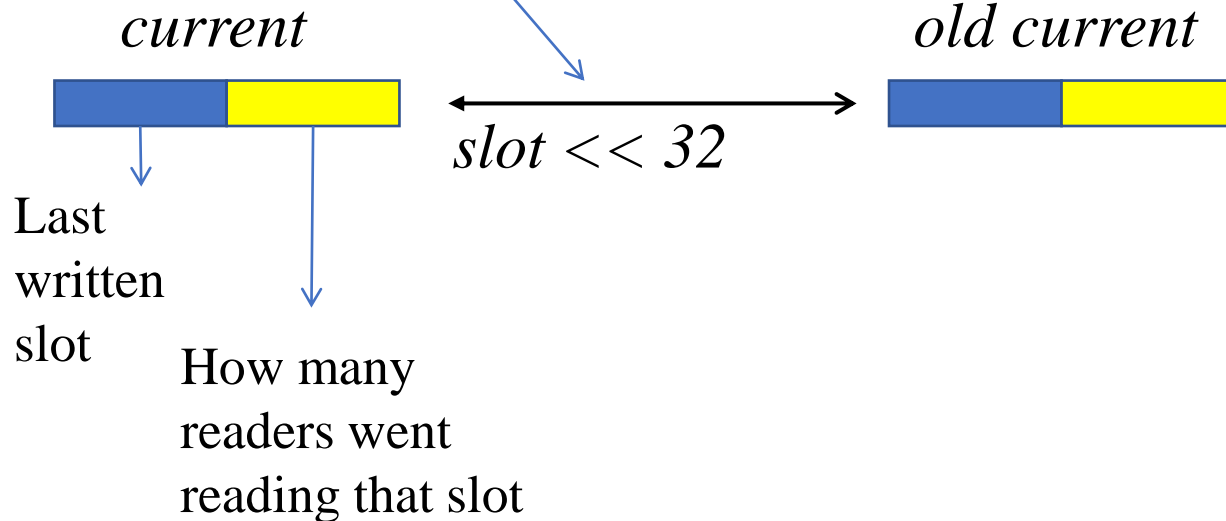 current
old current
slot << 32
Last
written
slot
How many
readers went
reading that slot